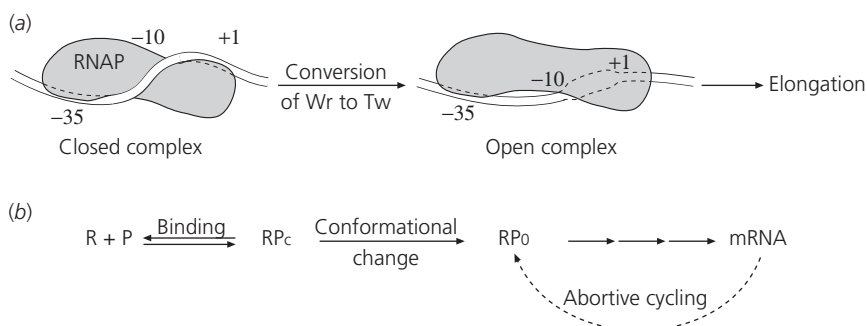 (a)
−10
+1
RNAP
−35
Closed complex
Conversion
of Wr to Tw
−10
+1
−35
Open complex
Elongation
(b)
R + P
Binding
RPc
Conformational
change
RP0
mRNA
Abortive cycling